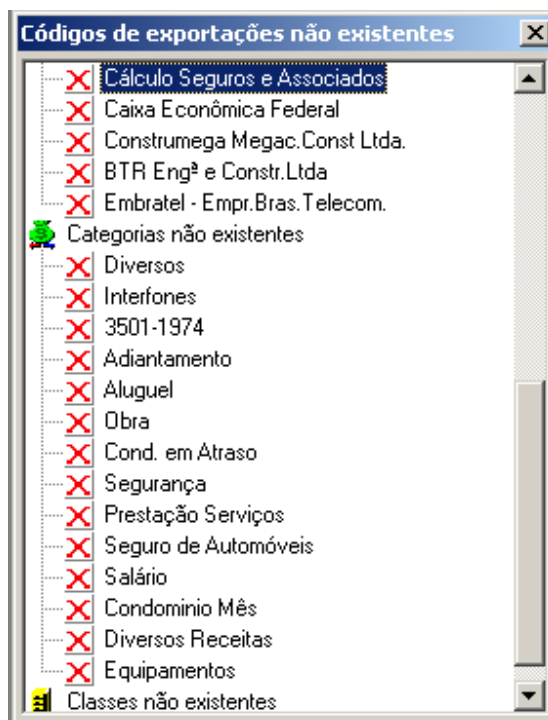 Códigos de exportações não existentes
Cálculo Seguros e Associados
Caixa Econômica Federal
Construmega Megac.Const Ltda.
BTR Engª e Constr.Ltda
Embratel - Empr.Bras.Telecom.
Categorias não existentes
Diversos
Interfones
3501-1974
Adiantamento
Aluguel
Obra
Cond. em Atraso
Segurança
Prestação Serviços
Seguro de Automóveis
Salário
Condominio Mês
Diversos Receitas
Equipamentos
Classes não existentes